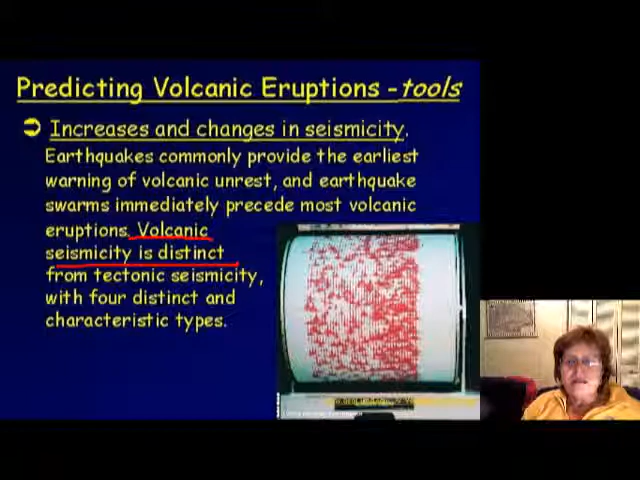 Predicting Volcanic Eruptions - tools
Increases and changes in seismicity.
Earthquakes commonly provide the earliest
warning of volcanic unrest, and earthquake
swarms immediately precede most volcanic
eruptions. Volcanic
seismicity is distinct
from tectonic seismicity,
with four distinct and
characteristic types.